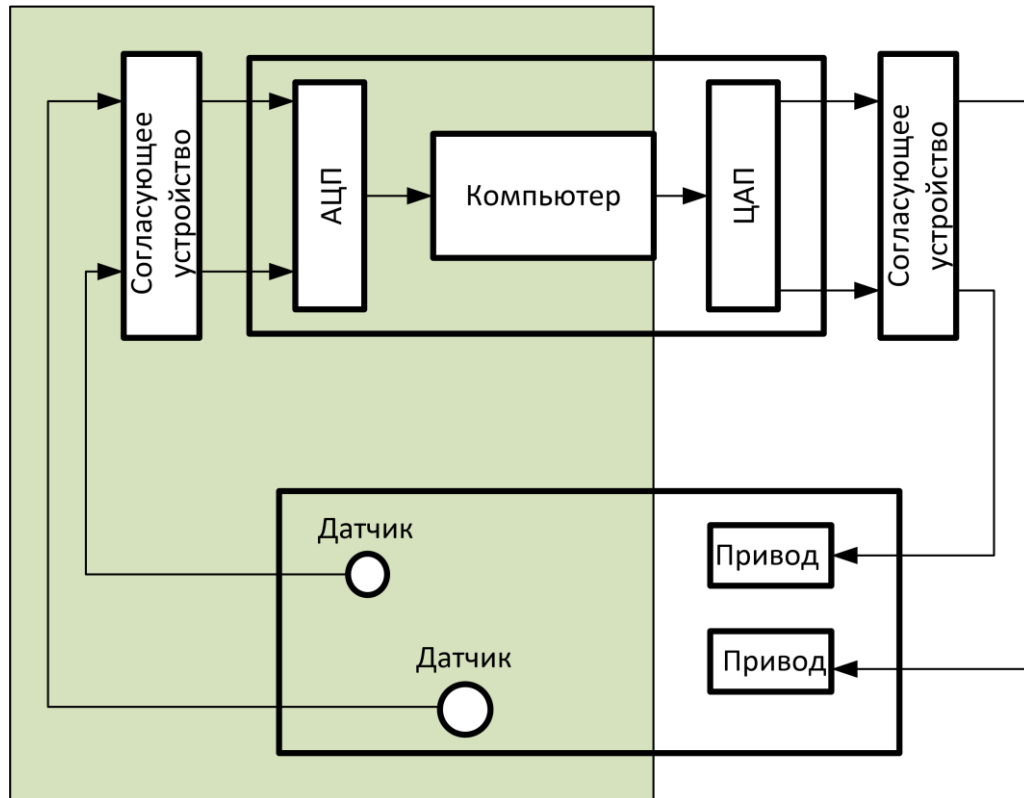 Согласующее
устройство
АЦП
Компьютер
ЦАП
Согласующее
устройство
Датчик
Привод
Датчик
Привод